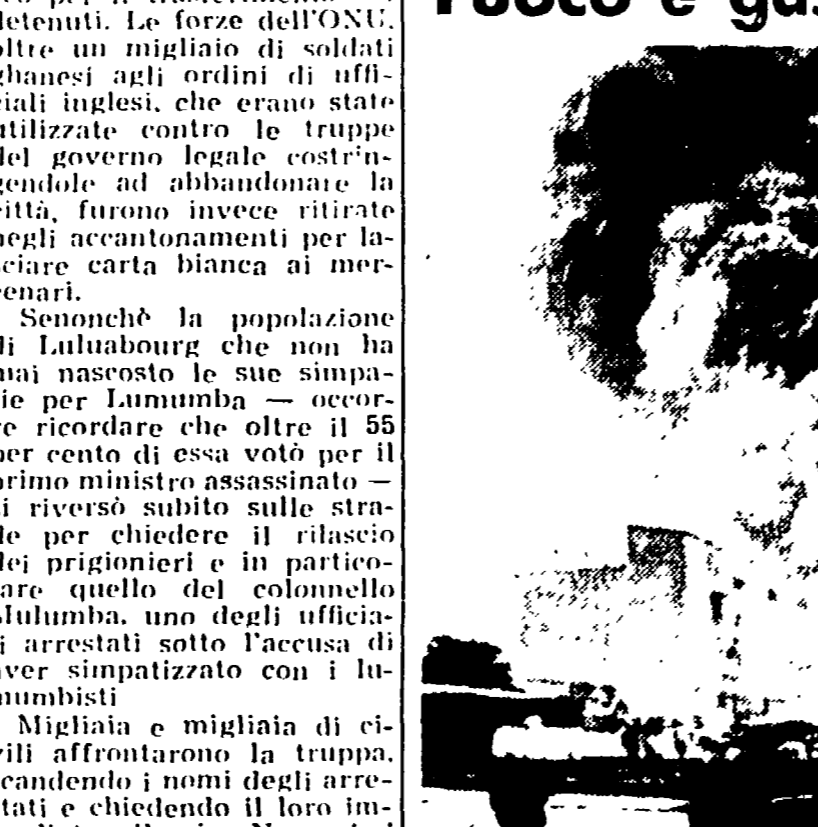 detenuti. Le forze dell'ONU,
oltre un migliaio di soldati
ghanesi agli ordini di uffi-
ciali inglesi, che erano state
utilizzate contro le truppe
del governo legale costrin-
gendole ad abbandonare la
città, furono invece ritirate
negli accantonamenti per la-
sciare carta bianca ai mer-
cenari.
Senonchè la popolazione
di Luluabourg che non ha
mai nascosto le sue simpa-
tie per Lumumba — occor-
re ricordare che oltre il 55
per cento di essa votò per il
primo ministro assassinato —
si riversò subito sulle stra-
de per chiedere il rilascio
dei prigionieri e in partico-
lare quello del colonnello
Mulumba, uno degli ufficia-
li arrestati sotto l'accusa di
aver simpatizzato con i lu-
mumbisti
Migliaia e migliaia di ci-
vili affrontarono la truppa,
scandendo i nomi degli arre-
stati e chiedendo il loro im-
fuoco e ga